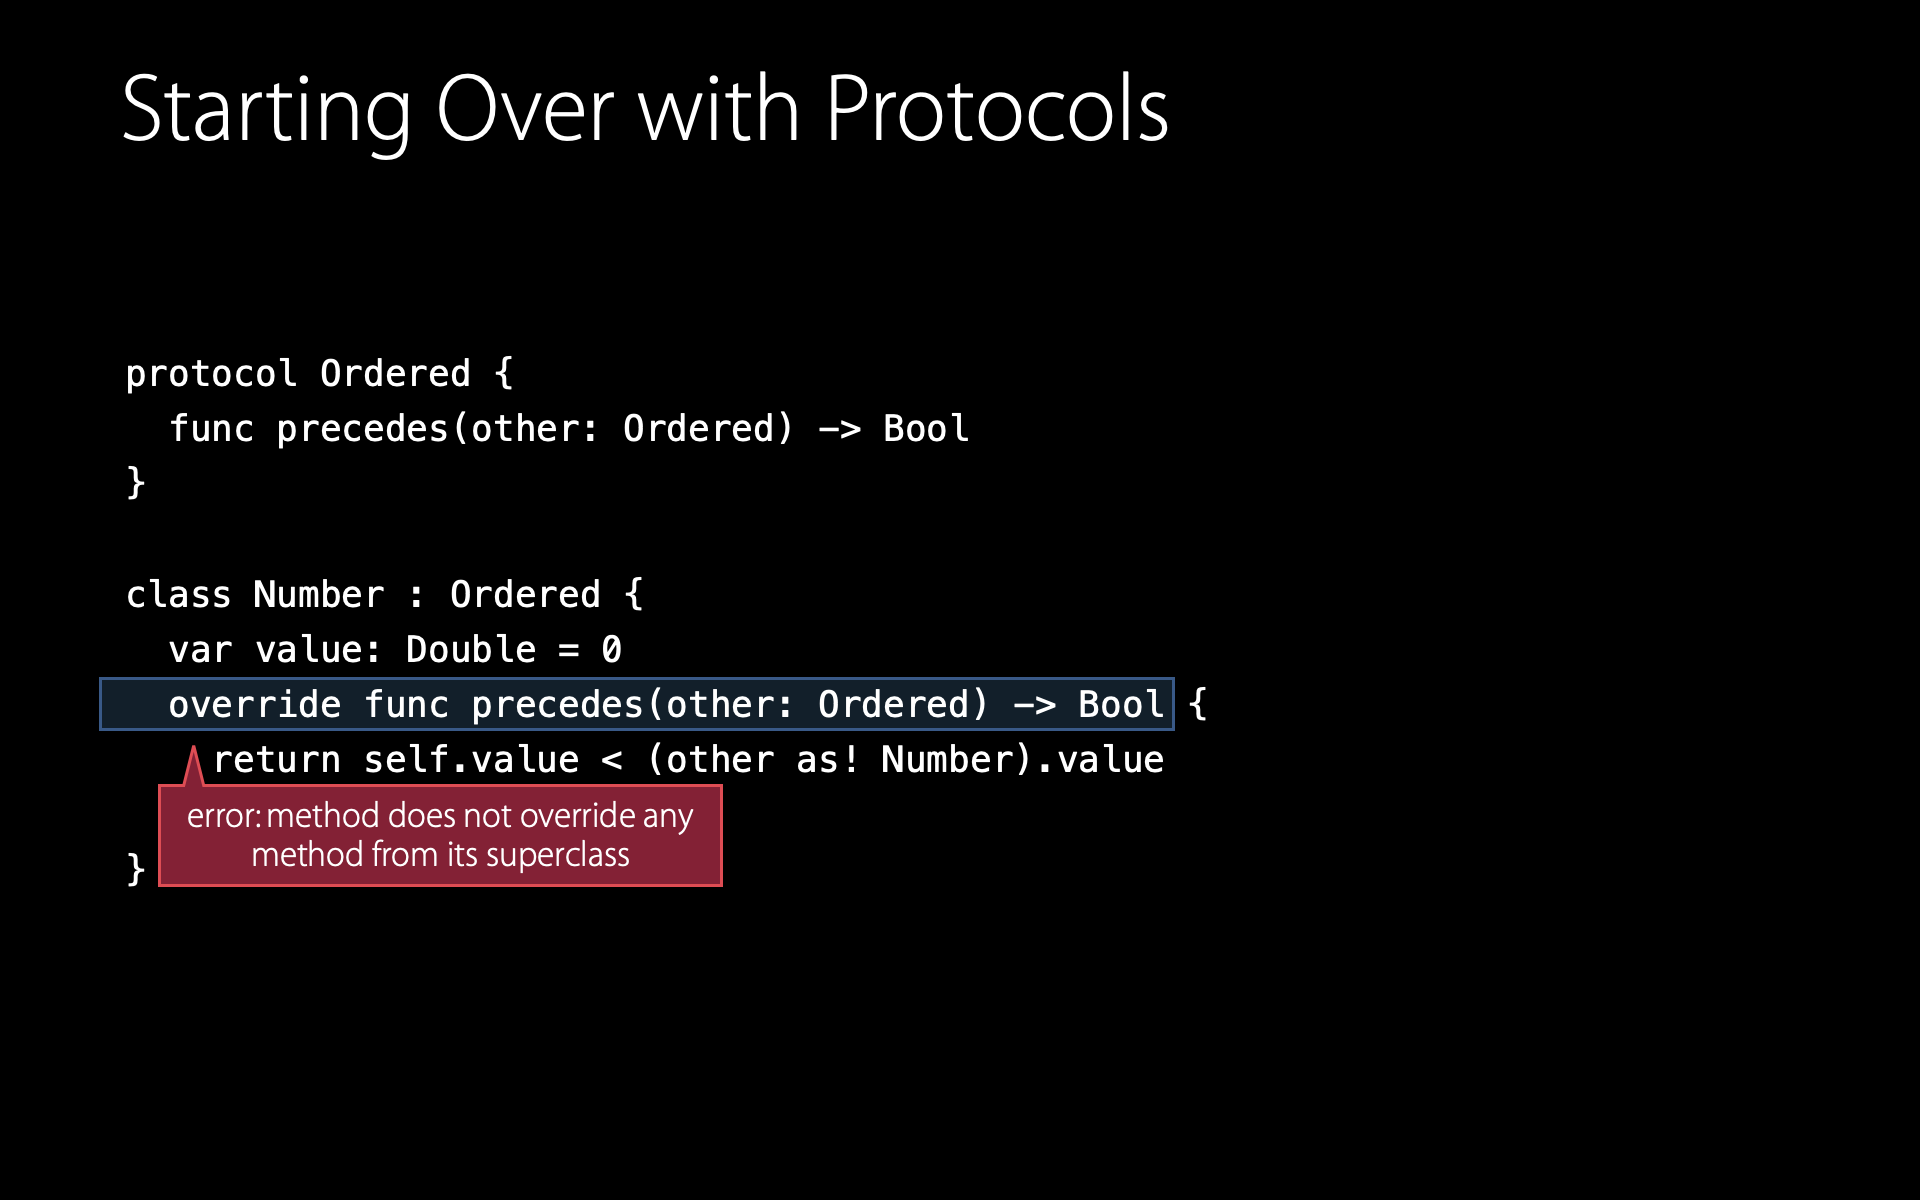 Starting Over with Protocols
protocol Ordered {
  func precedes(other: Ordered) -> Bool
}
class Number : Ordered {
  var value: Double = 0
  override func precedes(other: Ordered) -> Bool {
    return self.value < (other as! Number).value
error: method does not override any
method from its superclass
}